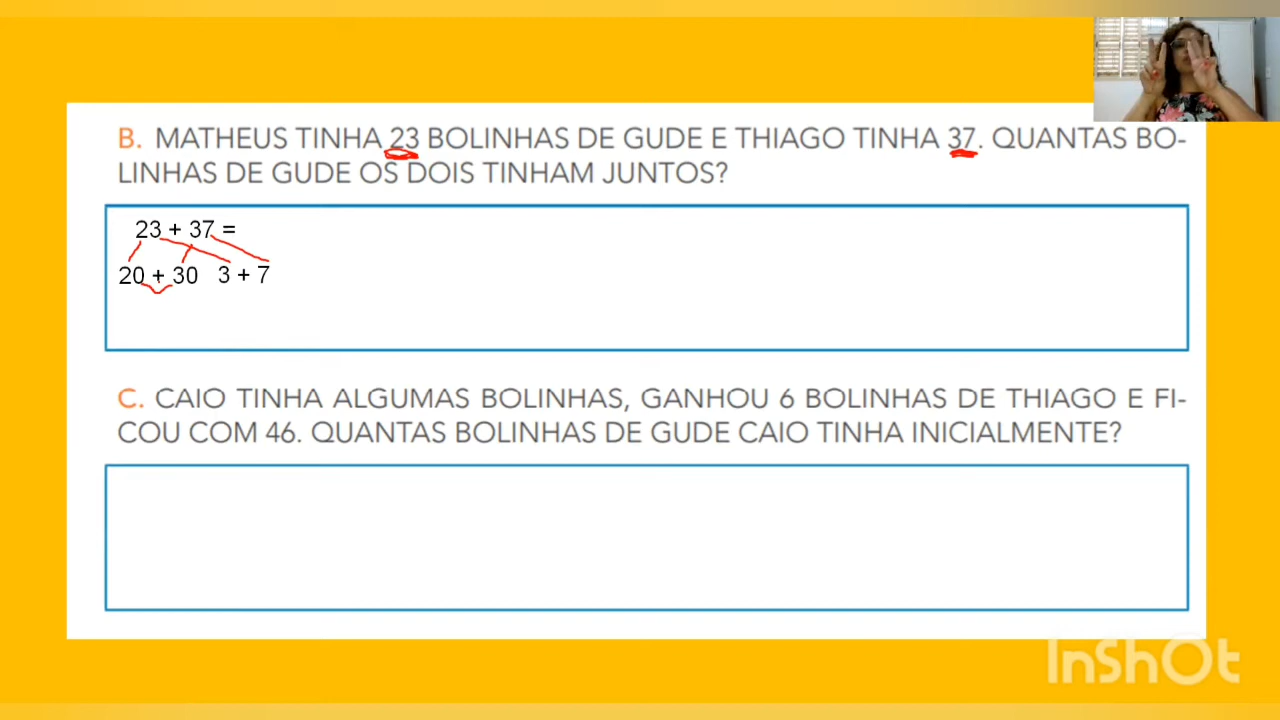 B. MATHEUS TINHA 23 BOLINHAS DE GUDE E THIAGO TINHA 37. QUANTAS BO-
LINHAS DE GUDE OS DOIS TINHAM JUNTOS?
23 + 37 =
20 + 30 3 + 7
C. CAIO TINHA ALGUMAS BOLINHAS, GANHOU 6 BOLINHAS DE THIAGO E FI-
COU COM 46. QUANTAS BOLINHAS DE GUDE CAIO TINHA INICIALMENTE?
InShOt